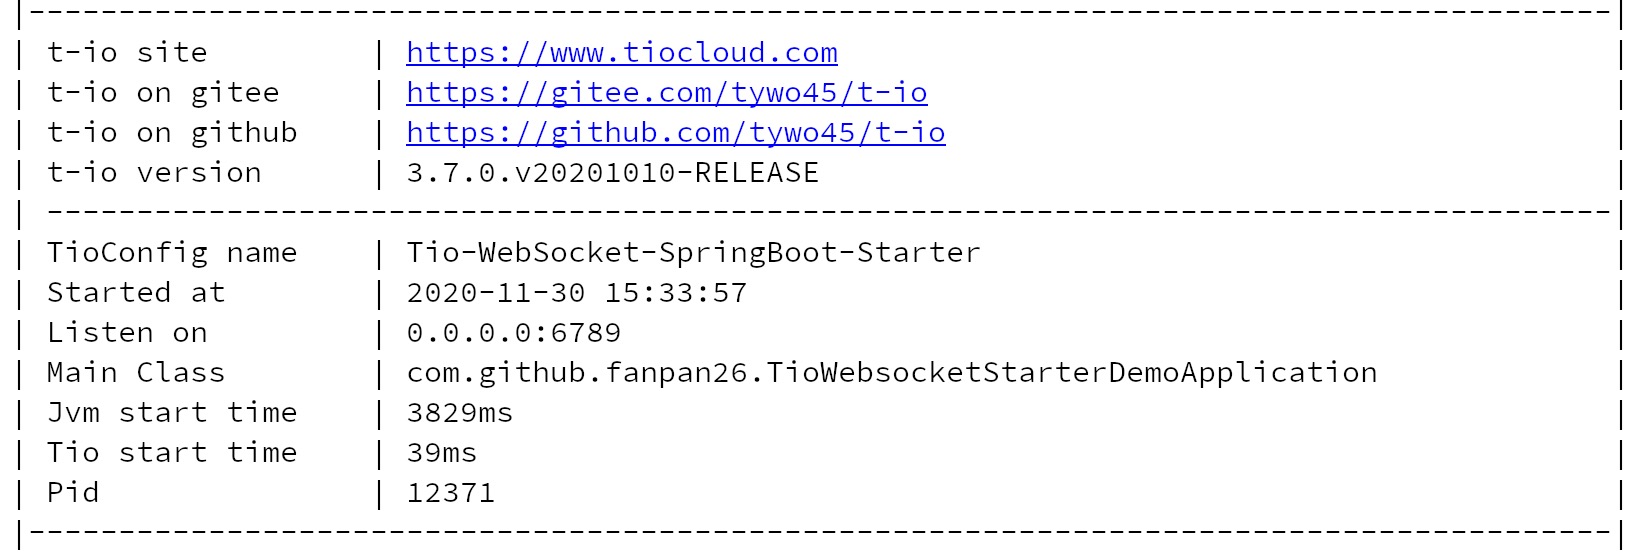 |----------------------------------------------------------------------------------------|
| t-io site | https://www.tiocloud.com |
| t-io on gitee | https://gitee.com/tywo45/t-io |
| t-io on github | https://github.com/tywo45/t-io |
| t-io version | 3.7.0.v20201010-RELEASE |
| ---------------------------------------------------------------------------------------|
| TioConfig name | Tio-WebSocket-SpringBoot-Starter |
| Started at | 2020-11-30 15:33:57 |
| Listen on | 0.0.0.0:6789 |
| Main Class | com.github.fanpan26.TioWebsocketStarterDemoApplication |
| Jvm start time | 3829ms |
| Tio start time | 39ms |
| Pid | 12371 |
|----------------------------------------------------------------------------------------|